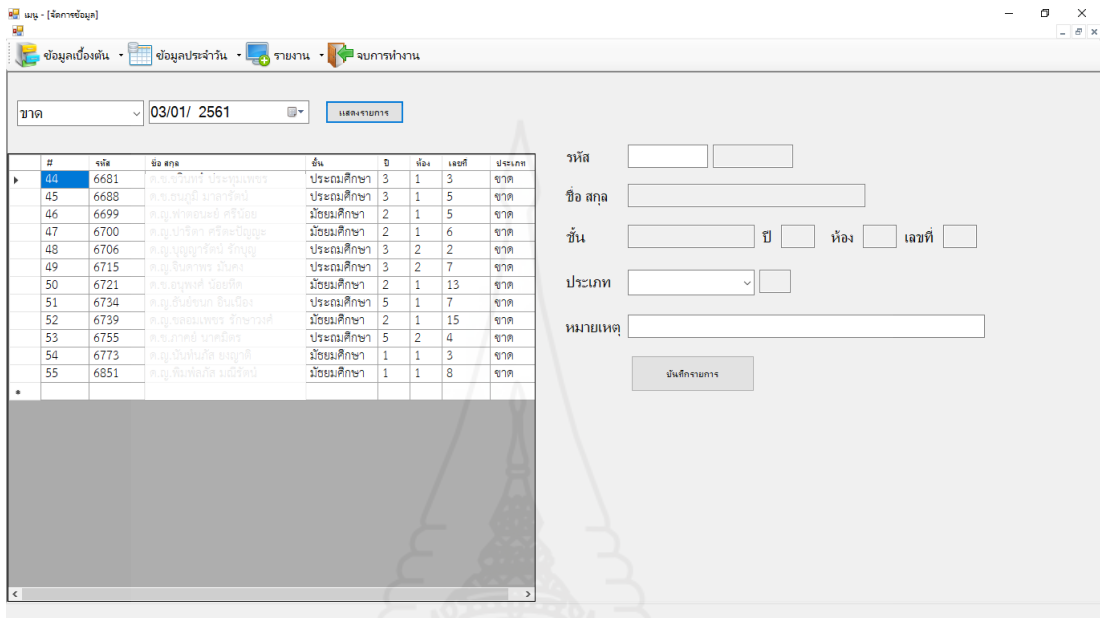 เมนู - [จัดการข้อมูล]
ข้อมูลเบื้องต้น ข้อมูลประจำวัน รายงาน จบการทำงาน
ขาด 03/01/ 2561 แสดงรายการ
# รหัส ชื่อ สกุล ชั้น ปี ห้อง เลขที่ ประเภท
44 6681 ประถมศึกษา 3 1 3 ขาด
45 6688 ประถมศึกษา 3 1 5 ขาด
46 6699 มัธยมศึกษา 2 1 5 ขาด
47 6700 มัธยมศึกษา 2 1 6 ขาด
48 6706 ประถมศึกษา 3 2 2 ขาด
49 6715 ประถมศึกษา 3 2 7 ขาด
50 6721 มัธยมศึกษา 2 1 13 ขาด
51 6734 ประถมศึกษา 5 1 7 ขาด
52 6739 มัธยมศึกษา 2 1 15 ขาด
53 6755 ประถมศึกษา 5 2 4 ขาด
54 6773 มัธยมศึกษา 1 1 3 ขาด
55 6851 มัธยมศึกษา 1 1 8 ขาด
รหัส
ชื่อ สกุล
ชั้น ปี ห้อง เลขที่
ประเภท
หมายเหตุ
บันทึกรายการ